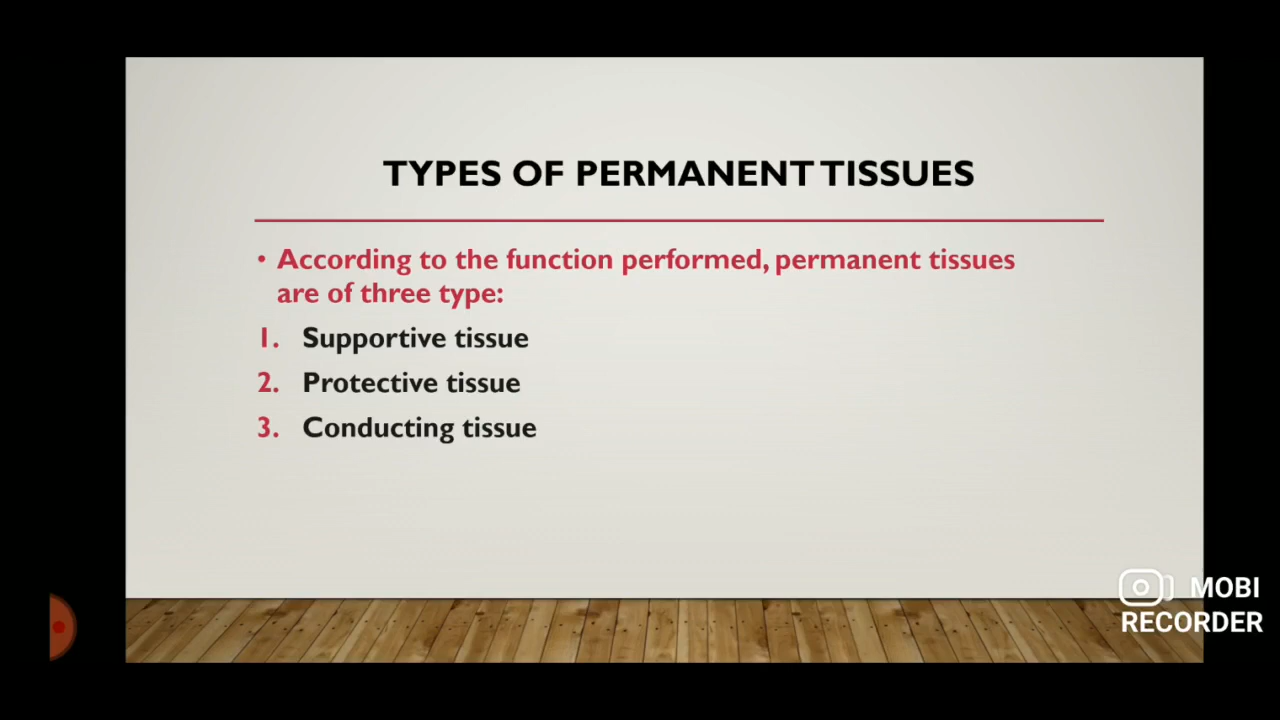 TYPES OF PERMANENT TISSUES
• According to the function performed, permanent tissues
are of three type:
1. Supportive tissue
2. Protective tissue
3. Conducting tissue
MOBI
RECORDER